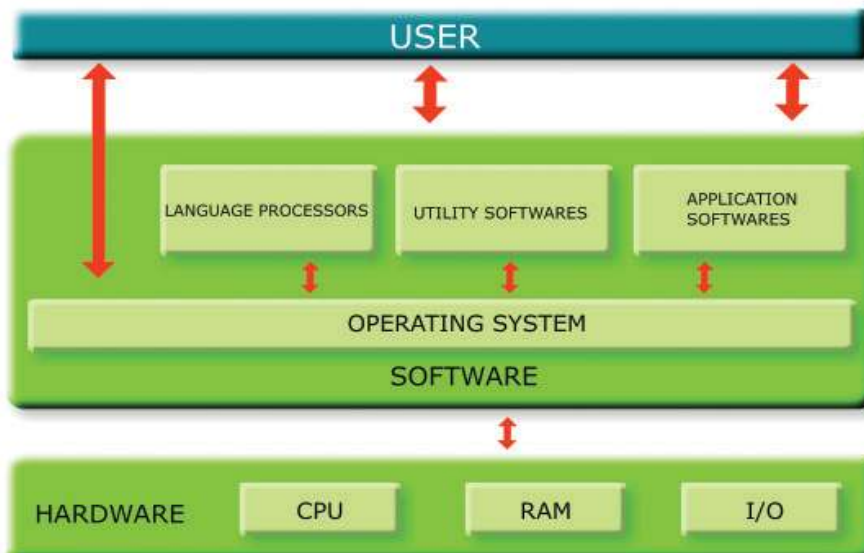 USER
LANGUAGE PROCESSORS
UTILITY SOFTWARES
APPLICATION
SOFTWARES
OPERATING SYSTEM
SOFTWARE
HARDWARE
CPU
RAM
I/O